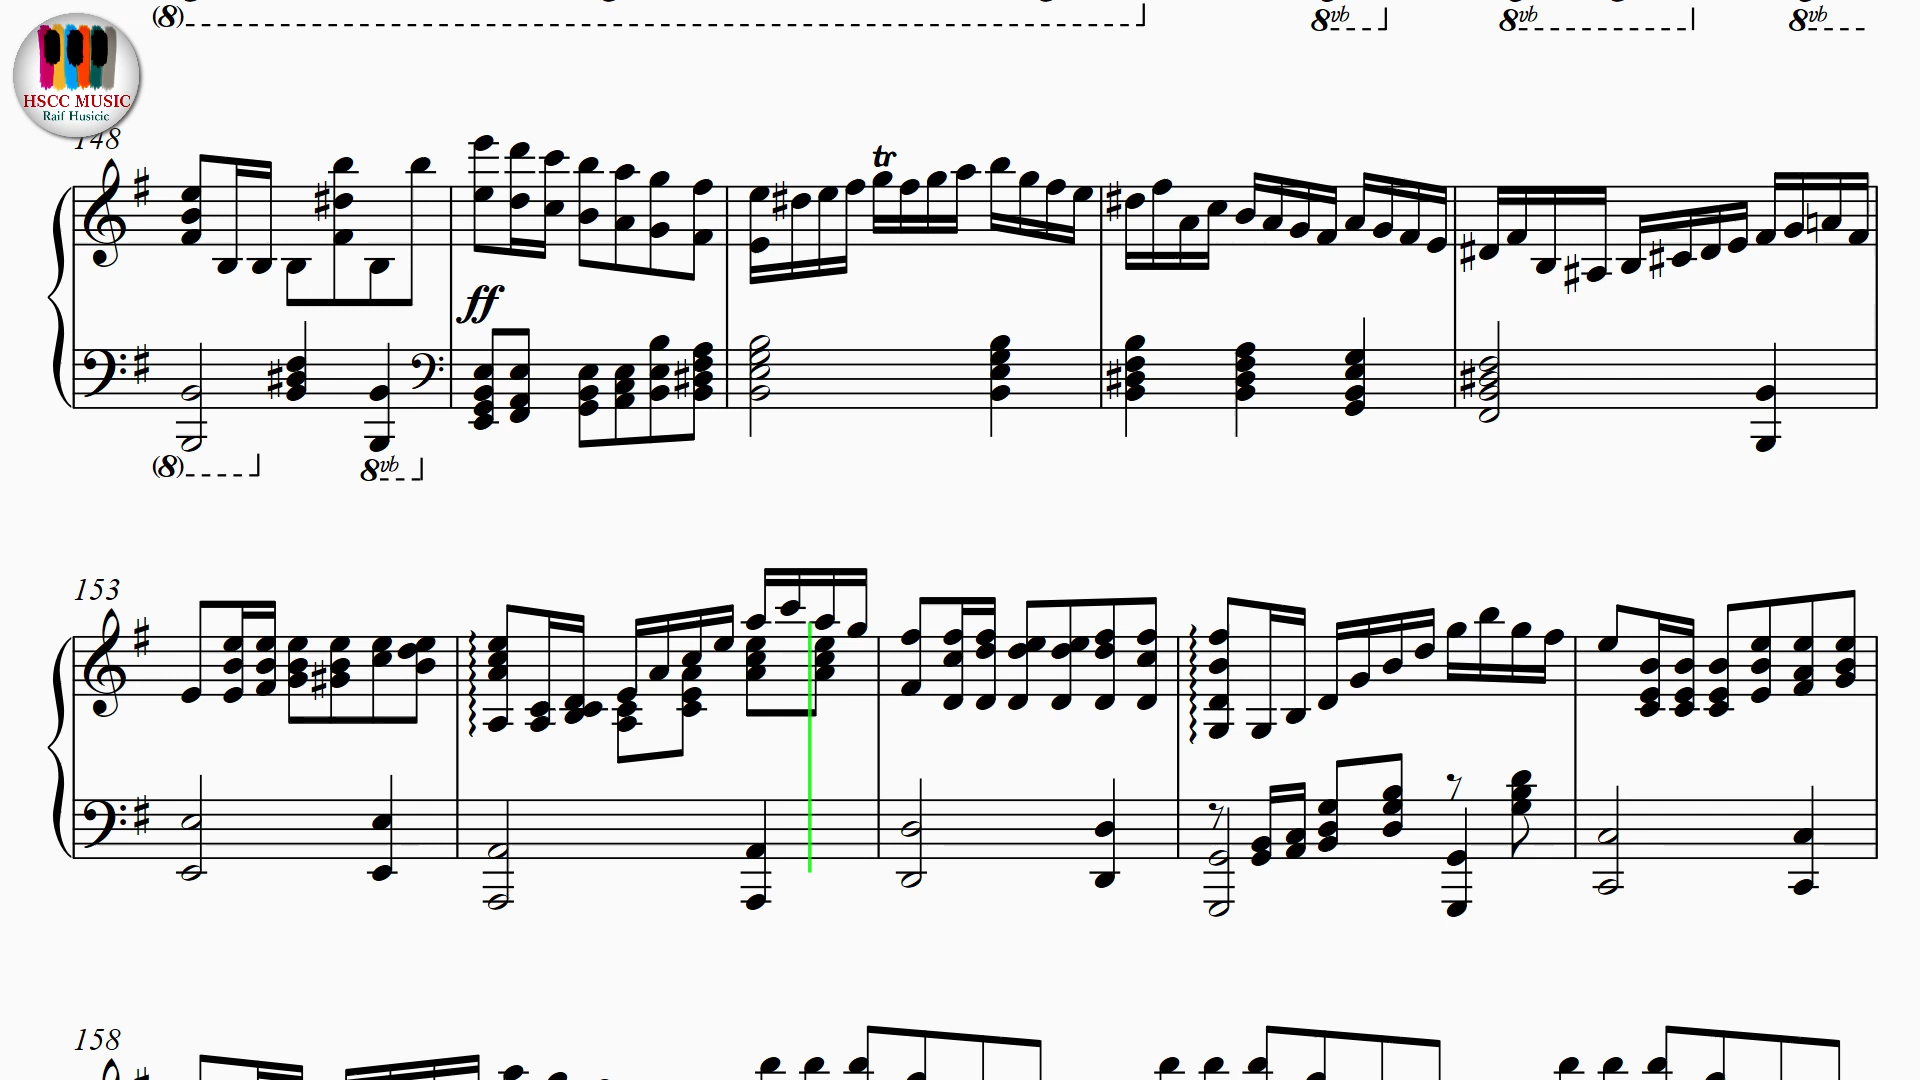 (8) 8vb 8vb 8vb
HSCC MUSIC
Raif Husicic
148
tr
ff
(8) 8vb
153
158